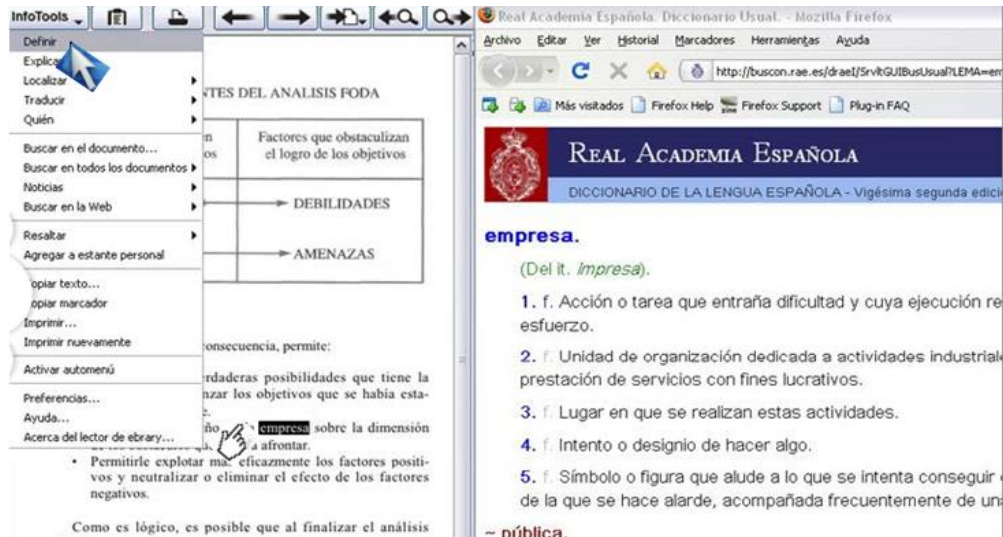 InfoTools
Definir
Explica
Localizar
Traducir
Quién
Buscar en el documento...
Buscar en todos los documentos
Noticias
Buscar en la Web
Resaltar
Agregar a estante personal
opiar texto...
opiar marcador
Imprimir...
Imprimir nuevamente
Activar automenú
Preferencias...
Ayuda...
Acerca del lector de ebrary...
NTES DEL ANALISIS FODA
Factores que obstaculizan
os el logro de los objetivos
DEBILIDADES
AMENAZAS
onsecuencia, permite:
rdaderas posibilidades que tiene la
nzar los objetivos que se había esta-
empresa sobre la dimensión
afrontar.
• Permitirle explotar más eficazmente los factores positi-
vos y neutralizar o eliminar el efecto de los factores
negativos.
Como es lógico, es posible que al finalizar el análisis
Real Academia Española. Diccionario Usual. - Mozilla Firefox
Archivo Editar Ver Historial Marcadores Herramientas Ayuda
http://buscon.rae.es/draeI/SrvltGUIBusUsual?LEMA=em
Más visitados Firefox Help Firefox Support Plug-in FAQ
REAL ACADEMIA ESPAÑOLA
DICCIONARIO DE LA LENGUA ESPAÑOLA - Vigésima segunda edici
empresa.
(Del it. impresa).
1. f. Acción o tarea que entraña dificultad y cuya ejecución re
esfuerzo.
2. f. Unidad de organización dedicada a actividades industriale
prestación de servicios con fines lucrativos.
3. f. Lugar en que se realizan estas actividades.
4. f. Intento o designio de hacer algo.
5. f. Símbolo o figura que alude a lo que se intenta conseguir
de la que se hace alarde, acompañada frecuentemente de un
~ pública.